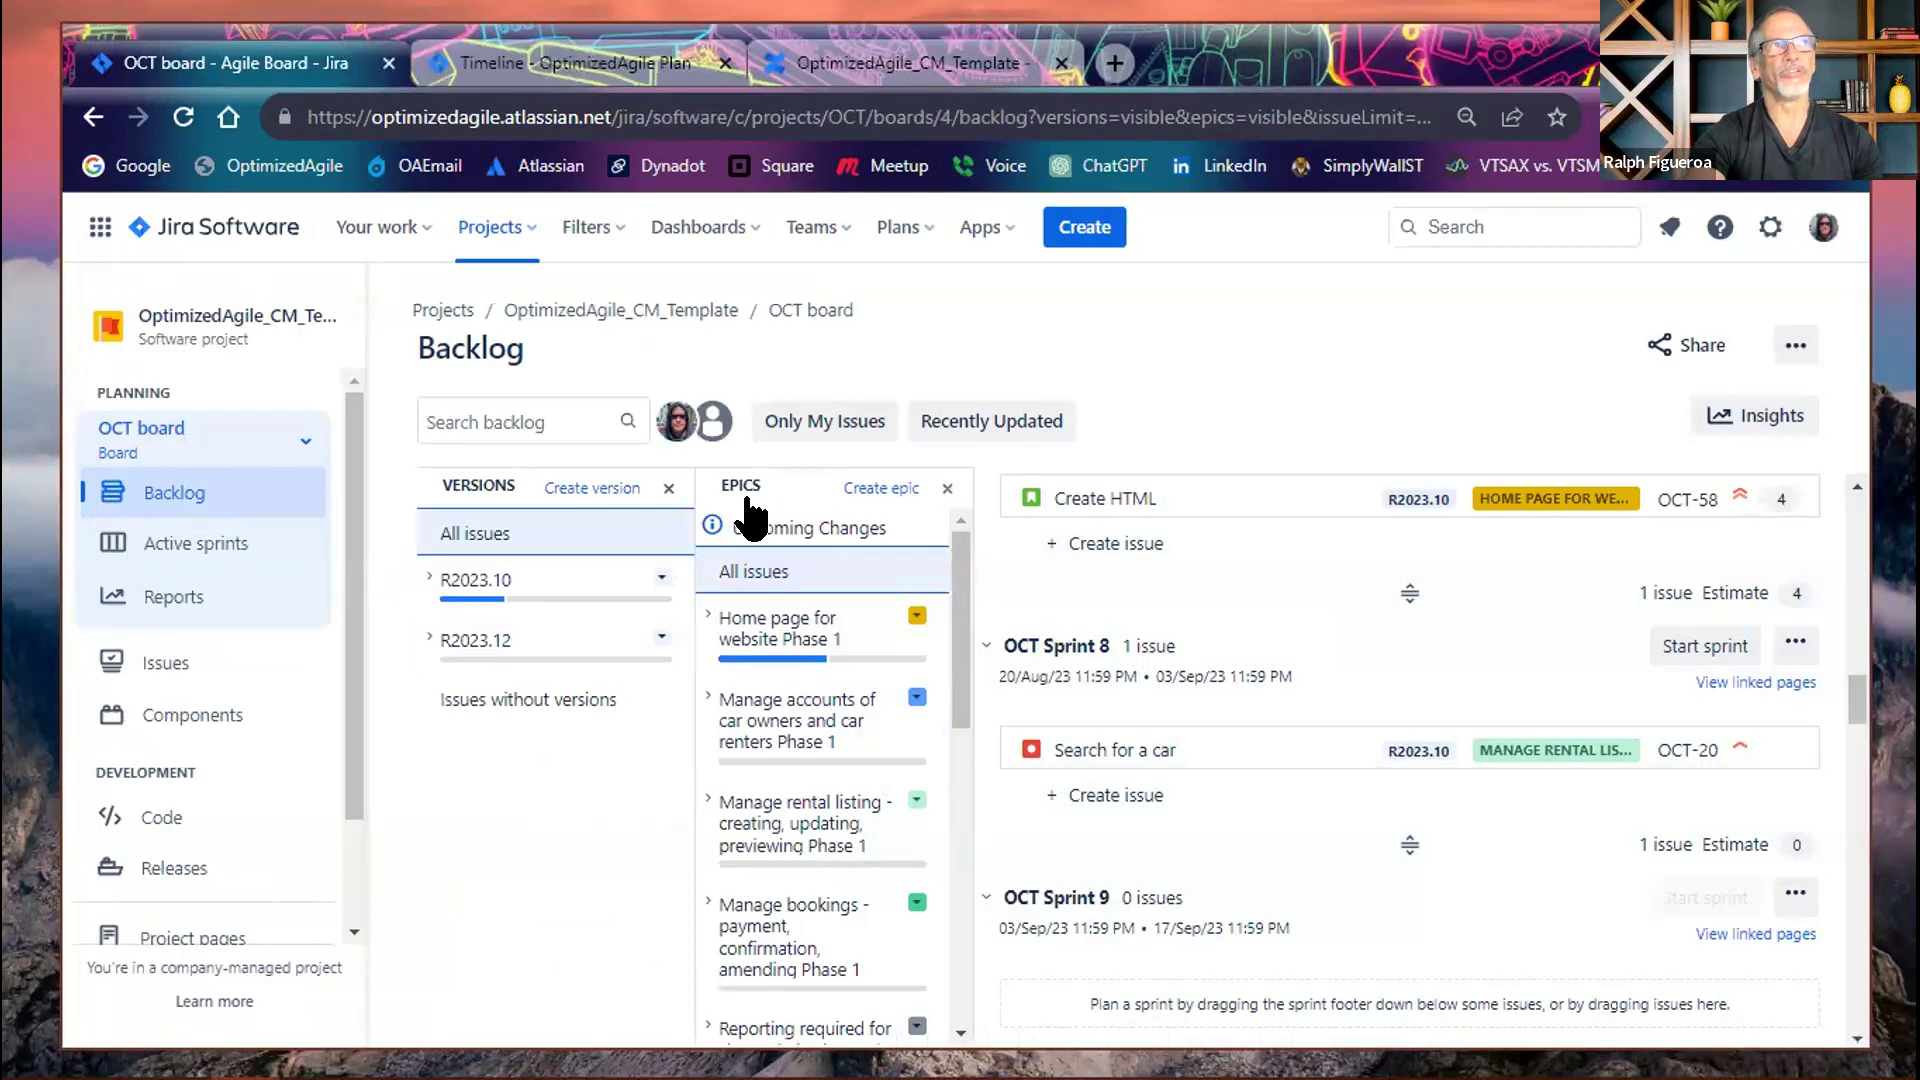 OCT board - Agile Board - Jira
Timeline - OptimizedAgile Plan
OptimizedAgile_CM_Template -
https://optimizedagile.atlassian.net/jira/software/c/projects/OCT/boards/4/backlog?versions=visible&epics=visible&issueLimit=...
Google OptimizedAgile OAEmail Atlassian Dynadot Square Meetup Voice ChatGPT LinkedIn SimplyWallST VTSAX vs. VTSM
Ralph Figueroa
Jira Software Your work Projects Filters Dashboards Teams Plans Apps Create Search
OptimizedAgile_CM_Te...
Software project
PLANNING
OCT board
Board
Backlog
Active sprints
Reports
Issues
Components
DEVELOPMENT
Code
Releases
Project pages
You're in a company-managed project
Learn more
Projects / OptimizedAgile_CM_Template / OCT board
Backlog
Share
Search backlog
Only My Issues
Recently Updated
Insights
VERSIONS Create version
All issues
R2023.10
R2023.12
Issues without versions
EPICS Create epic
Changes
All issues
Home page for
website Phase 1
Manage accounts of
car owners and car
renters Phase 1
Manage rental listing -
creating, updating,
previewing Phase 1
Manage bookings -
payment,
confirmation,
amending Phase 1
Reporting required for
Create HTML R2023.10 HOME PAGE FOR WE... OCT-58 4
+ Create issue
1 issue Estimate 4
OCT Sprint 8 1 issue Start sprint
20/Aug/23 11:59 PM • 03/Sep/23 11:59 PM
View linked pages
Search for a car R2023.10 MANAGE RENTAL LIS... OCT-20
+ Create issue
1 issue Estimate 0
OCT Sprint 9 0 issues Start sprint
03/Sep/23 11:59 PM • 17/Sep/23 11:59 PM
View linked pages
Plan a sprint by dragging the sprint footer down below some issues, or by dragging issues here.